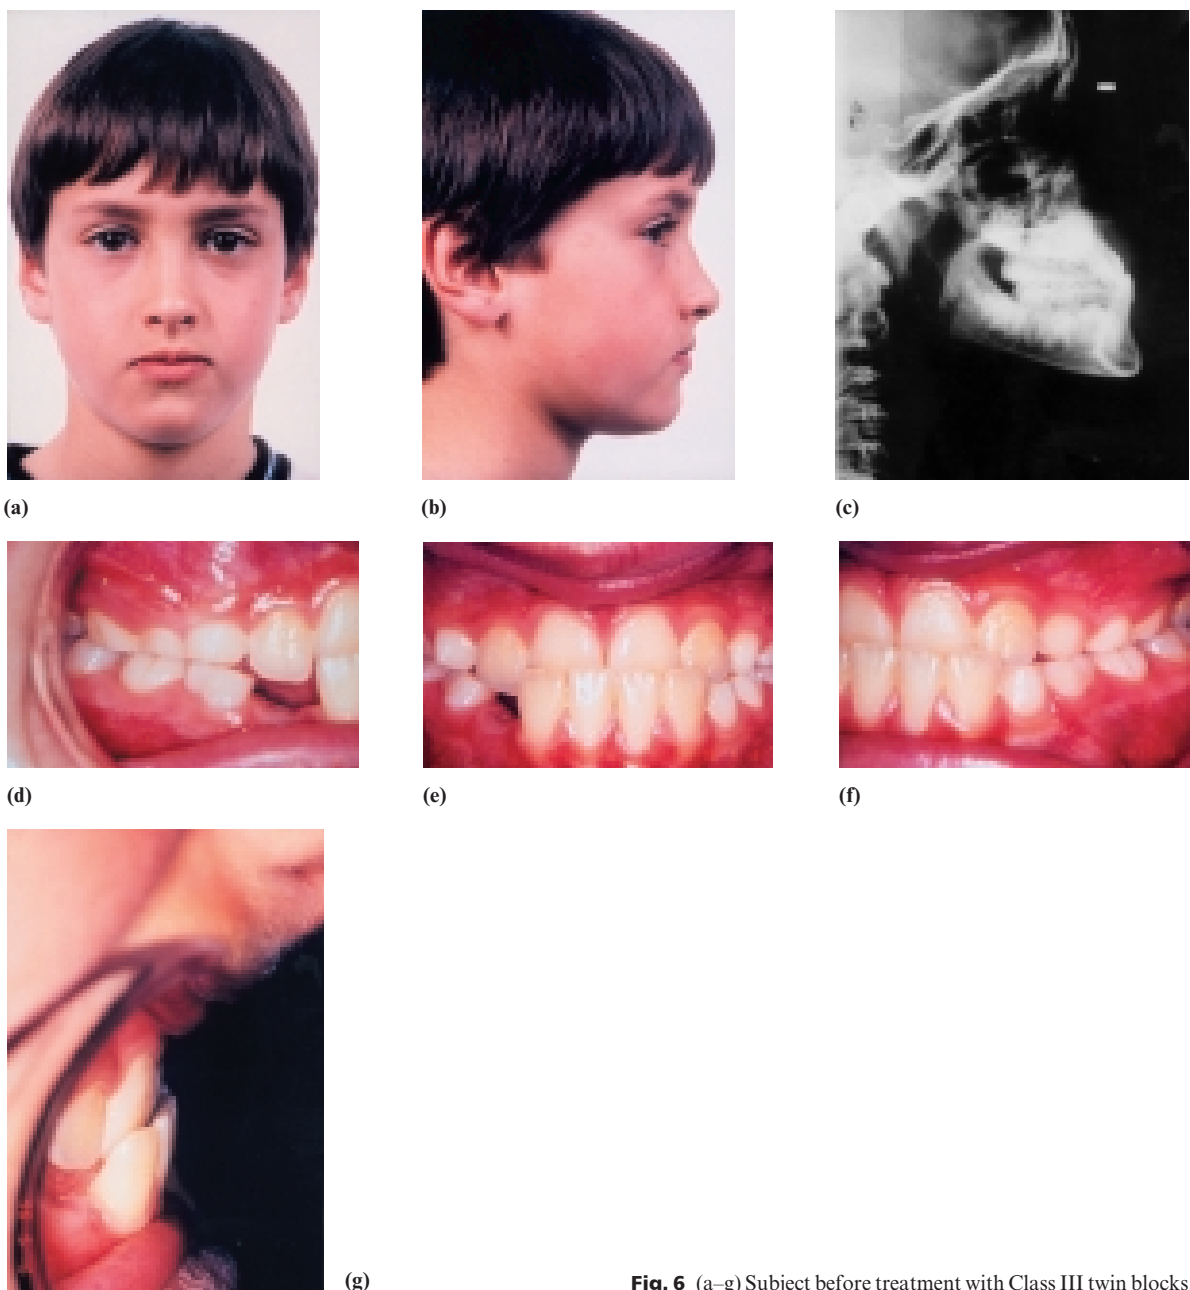 (a)
(b)
(c)
(d)
(e)
(f)
(g)
Fig. 6 (a–g) Subject before treatment with Class III twin blocks